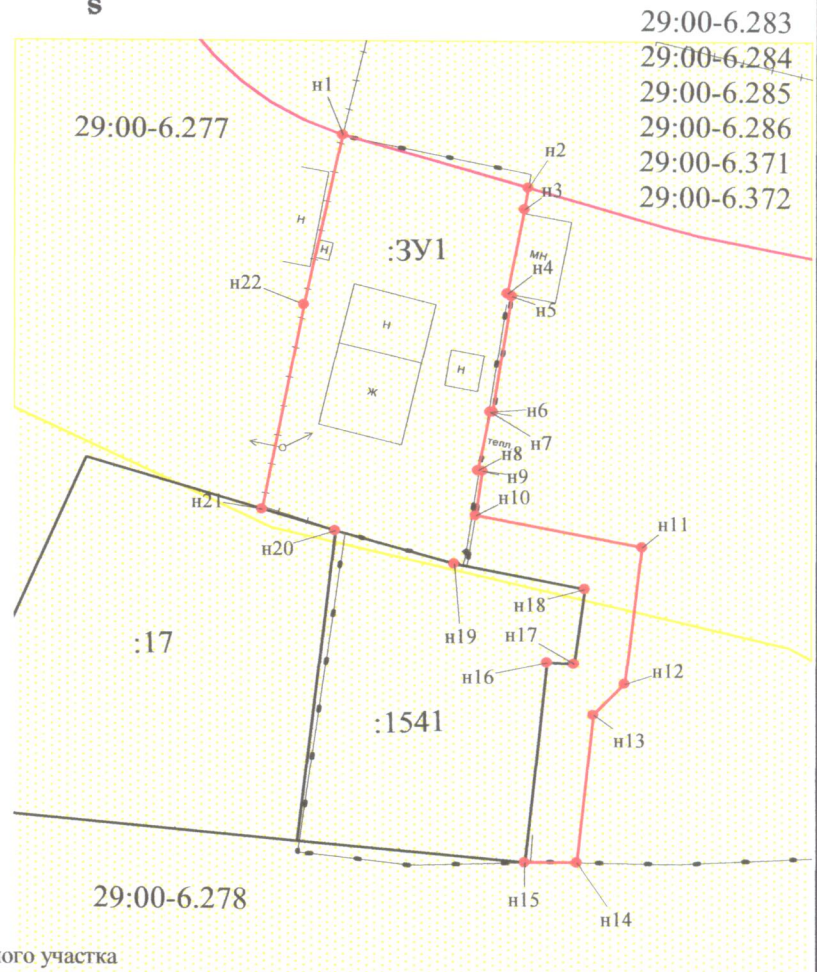 s
29:00-6.283
29:00-6.284
29:00-6.285
29:00-6.286
29:00-6.371
29:00-6.372
н1
29:00-6.277
н2
н3
н
н
:ЗУ1
мн
н4
н5
н22
н
н
ж
н6
н7
тепл
н8
н9
н10
н21
н20
н11
н18
н19
н17
н16
:17
н12
:1541
н13
29:00-6.278
н15
н14
ого участка